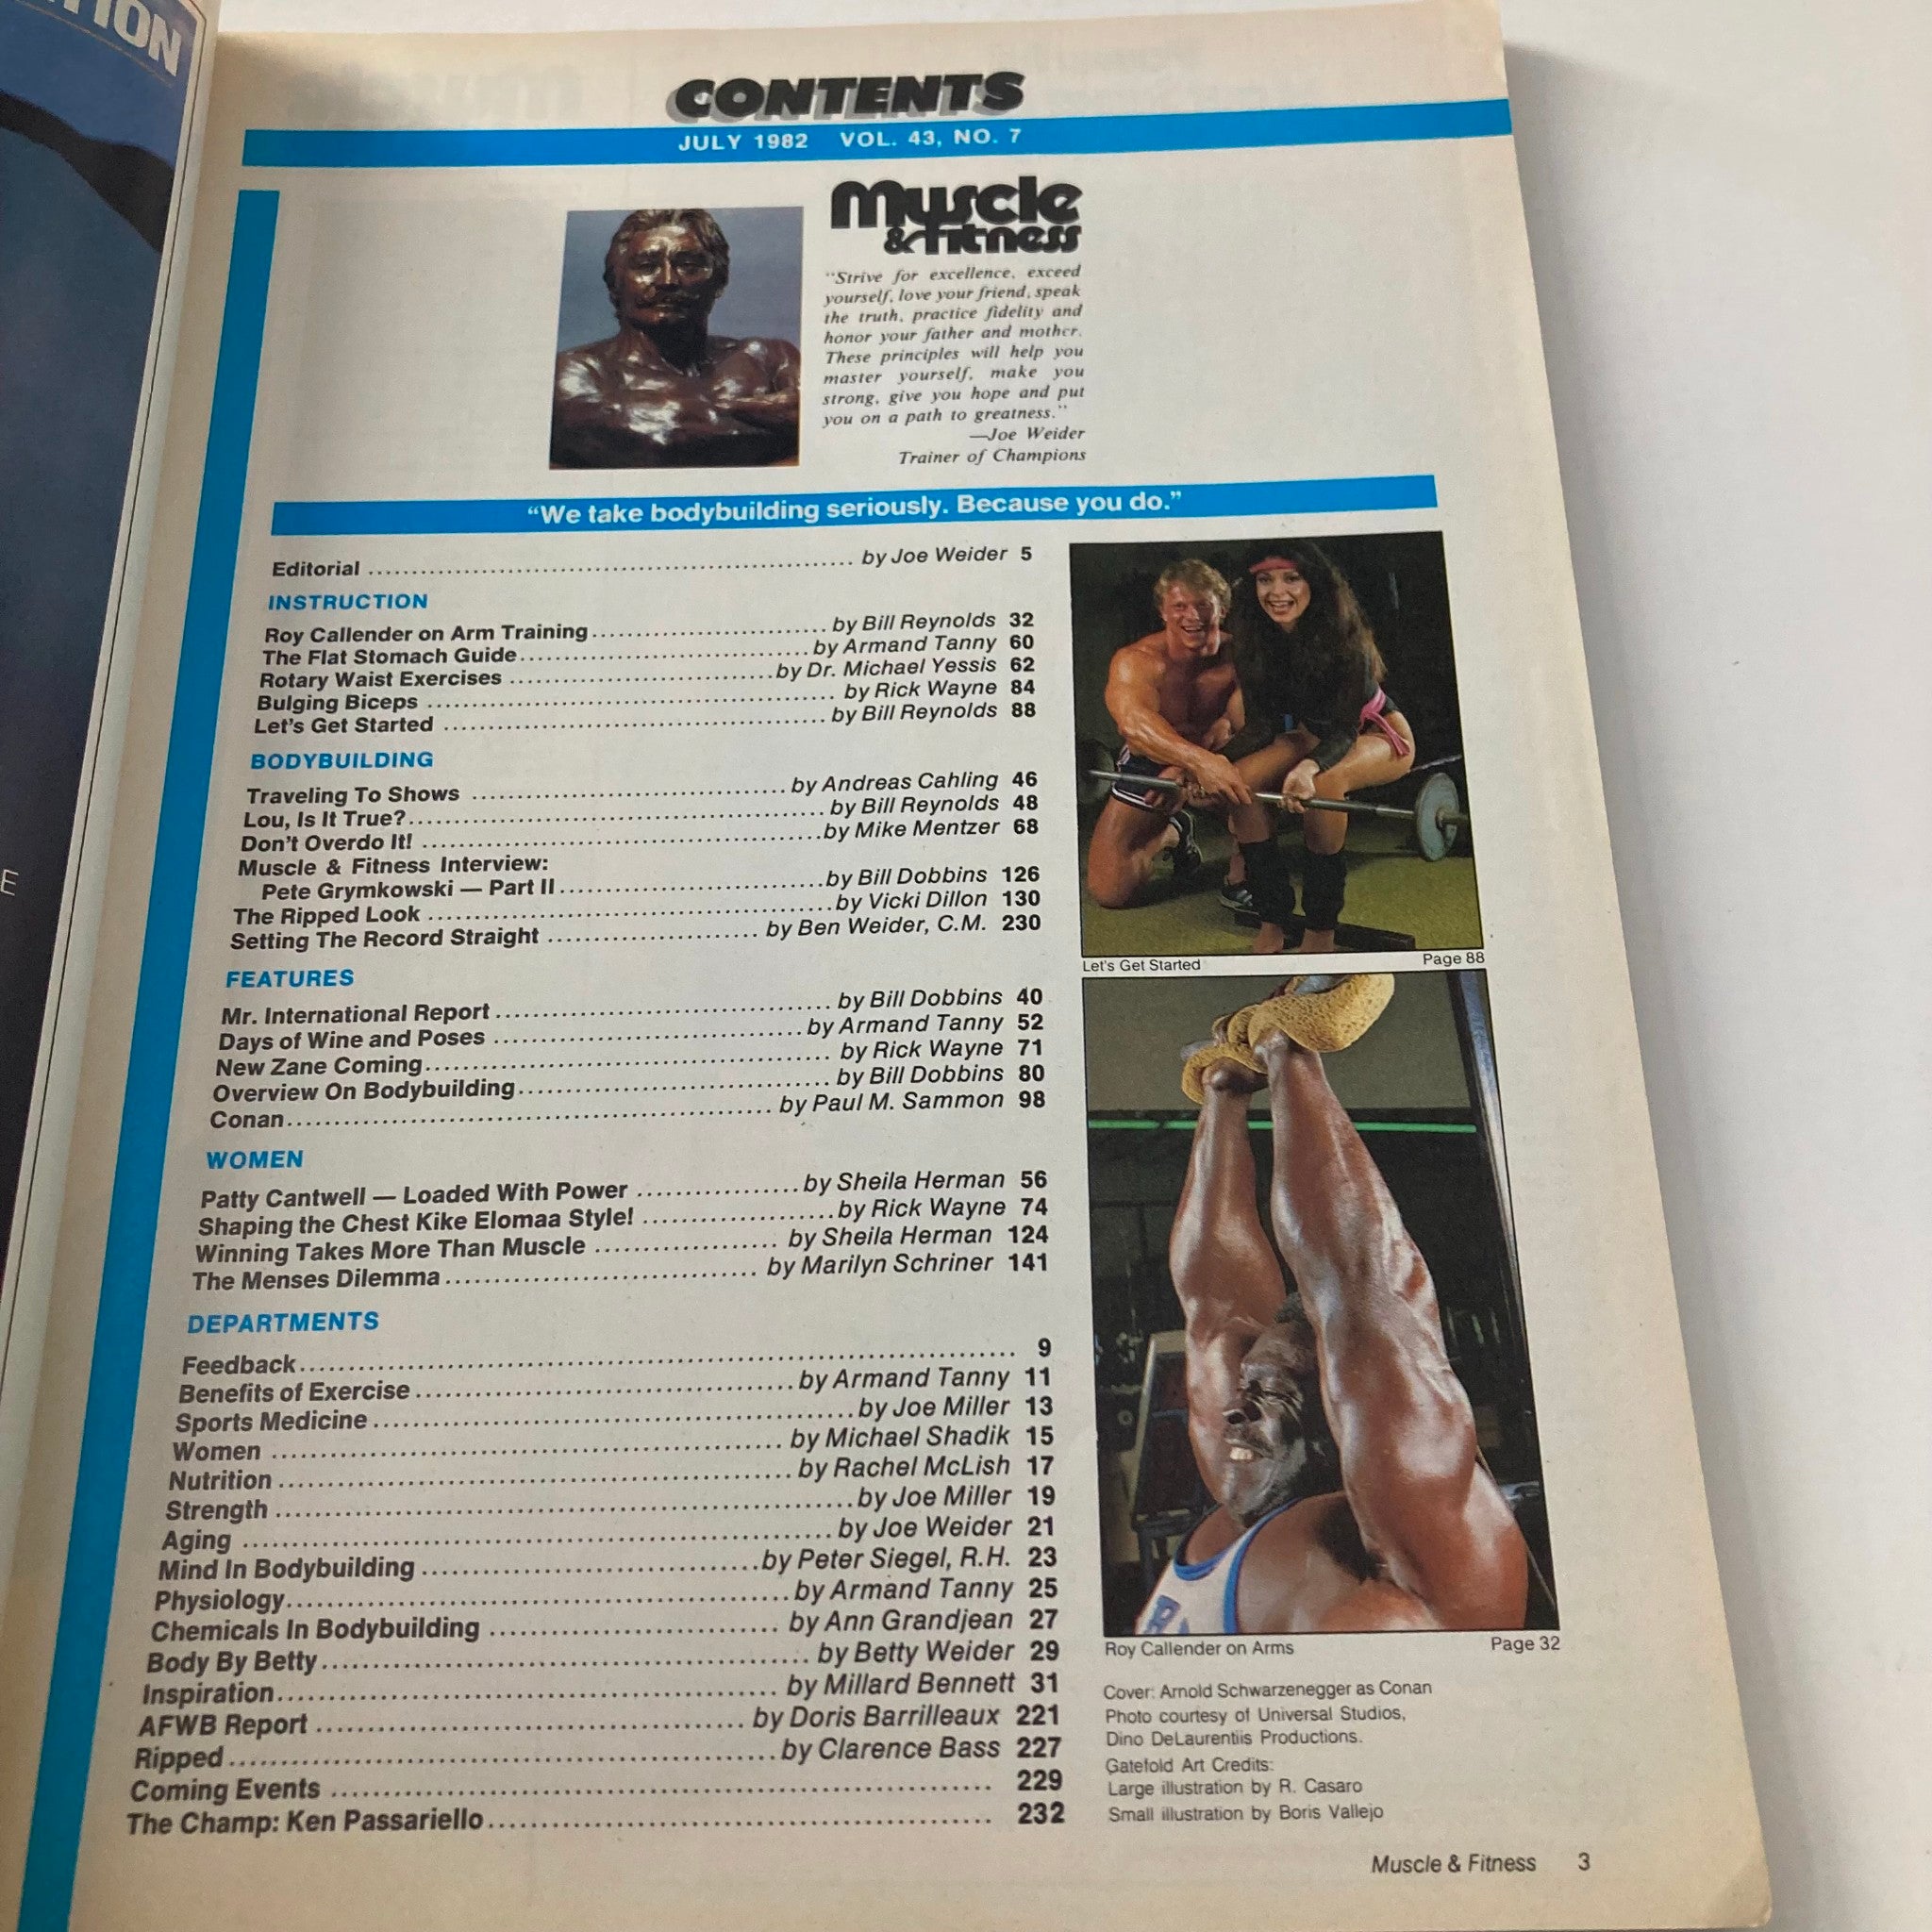 TION
E
CONTENTS
JULY 1982 VOL. 43, NO. 7
Muscle
& Fitness
"Strive for excellence, exceed
yourself, love your friend, speak
the truth, practice fidelity and
honor your father and mother.
These principles will help you
master yourself, make you
strong, give you hope and put
you on a path to greatness."
—Joe Weider
Trainer of Champions
"We take bodybuilding seriously. Because you do."
Editorial ........ by Joe Weider 5
INSTRUCTION
Roy Callender on Arm Training ........ by Bill Reynolds 32
The Flat Stomach Guide ........ by Armand Tanny 60
Rotary Waist Exercises ........ by Dr. Michael Yessis 62
Bulging Biceps ........ by Rick Wayne 84
Let's Get Started ........ by Bill Reynolds 88
BODYBUILDING
Traveling To Shows ........ by Andreas Cahling 46
Lou, Is It True? ........ by Bill Reynolds 48
Don't Overdo It! ........ by Mike Mentzer 68
Muscle & Fitness Interview:
Pete Grymkowski — Part II ........ by Bill Dobbins 126
The Ripped Look ........ by Vicki Dillon 130
Setting The Record Straight ........ by Ben Weider, C.M. 230
FEATURES
Mr. International Report ........ by Bill Dobbins 40
Days of Wine and Poses ........ by Armand Tanny 52
New Zane Coming ........ by Rick Wayne 71
Overview On Bodybuilding ........ by Bill Dobbins 80
Conan ........ by Paul M. Sammon 98
WOMEN
Patty Cantwell — Loaded With Power ........ by Sheila Herman 56
Shaping the Chest Kike Elomaa Style! ........ by Rick Wayne 74
Winning Takes More Than Muscle ........ by Sheila Herman 124
The Menses Dilemma ........ by Marilyn Schriner 141
DEPARTMENTS
Feedback ........ 9
Benefits of Exercise ........ by Armand Tanny 11
Sports Medicine ........ by Joe Miller 13
Women ........ by Michael Shadik 15
Nutrition ........ by Rachel McLish 17
Strength ........ by Joe Miller 19
Aging ........ by Joe Weider 21
Mind In Bodybuilding ........ by Peter Siegel, R.H. 23
Physiology ........ by Armand Tanny 25
Chemicals In Bodybuilding ........ by Ann Grandjean 27
Body By Betty ........ by Betty Weider 29
Inspiration ........ by Millard Bennett 31
AFWB Report ........ by Doris Barrilleaux 221
Ripped ........ by Clarence Bass 227
Coming Events ........ 229
The Champ: Ken Passariello ........ 232
Let's Get Started Page 88
Roy Callender on Arms Page 32
Cover: Arnold Schwarzenegger as Conan
Photo courtesy of Universal Studios,
Dino DeLaurentiis Productions.
Gatefold Art Credits:
Large illustration by R. Casaro
Small illustration by Boris Vallejo
Muscle & Fitness 3